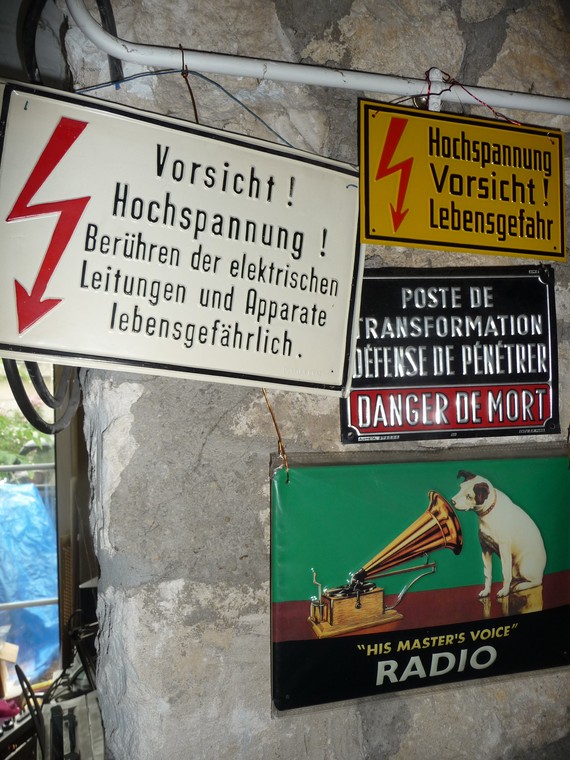 Vorsicht !
Hochspannung !
Berühren der elektrischen
Leitungen und Apparate
lebensgefährlich.
Hochspannung
Vorsicht !
Lebensgefahr
POSTE DE
TRANSFORMATION
DÉFENSE DE PÉNÉTRER
DANGER DE MORT
"HIS MASTER'S VOICE"
RADIO